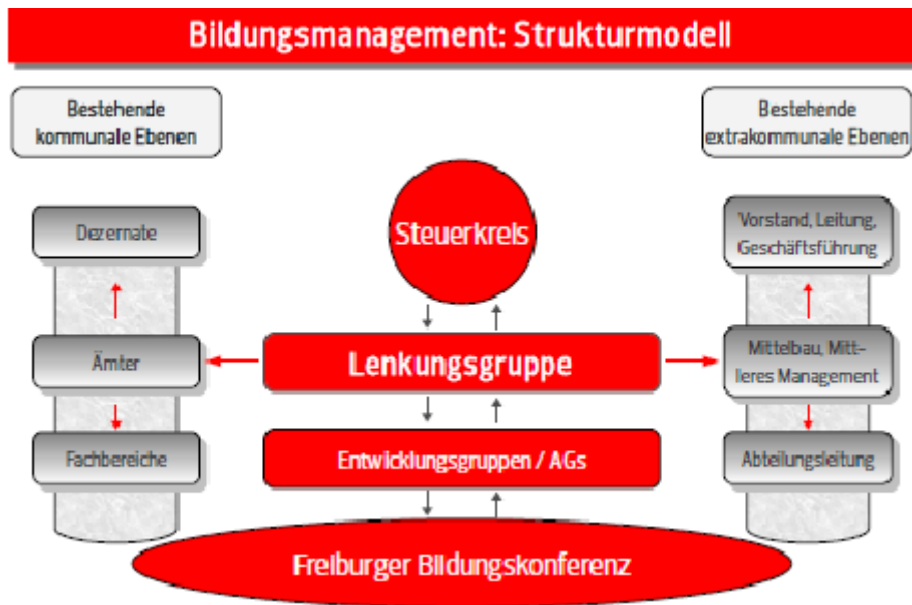 Bildungsmanagement: Strukturmodell
Bestehende
kommunale Ebenen
Bestehende
extrakommunale Ebenen
Steuerkreis
Dezernate
Vorstand, Leitung,
Geschäftsführung
Ämter
Lenkungsgruppe
Mittelbau, Mitt-
leres Management
Fachbereiche
Entwicklungsgruppen / AGs
Abteilungsleitung
Freiburger Bildungskonferenz